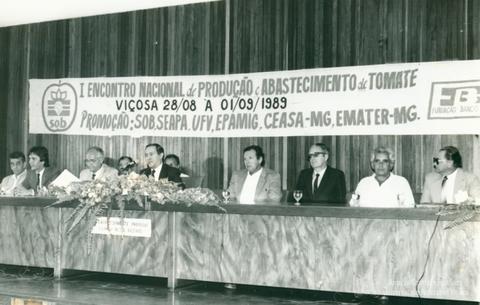 I ENCONTRO NACIONAL de PRODUÇÃO e ABASTECIMENTO de TOMATE
VIÇOSA 28/08 A 01/09/1989
PROMOÇÃO; SOB, SEAPA, UFV, EPAMIG, CEASA-MG, EMATER-MG.
SOB
FUNDAÇÃO BANCO